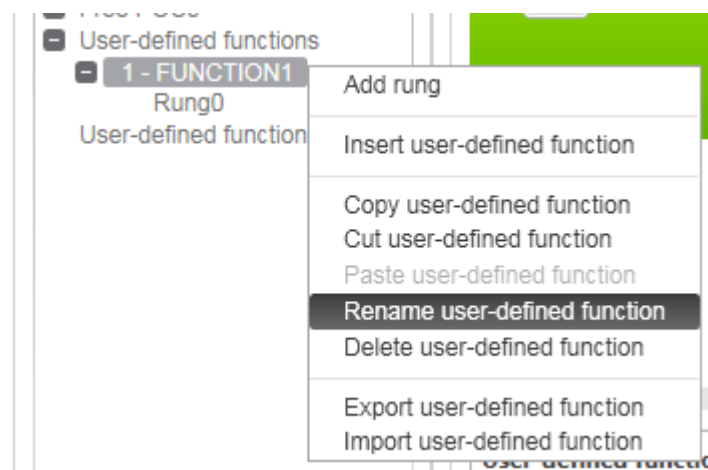 User-defined functions
1 - FUNCTION1
Rung0
User-defined function
Add rung
Insert user-defined function
Copy user-defined function
Cut user-defined function
Paste user-defined function
Rename user-defined function
Delete user-defined function
Export user-defined function
Import user-defined function